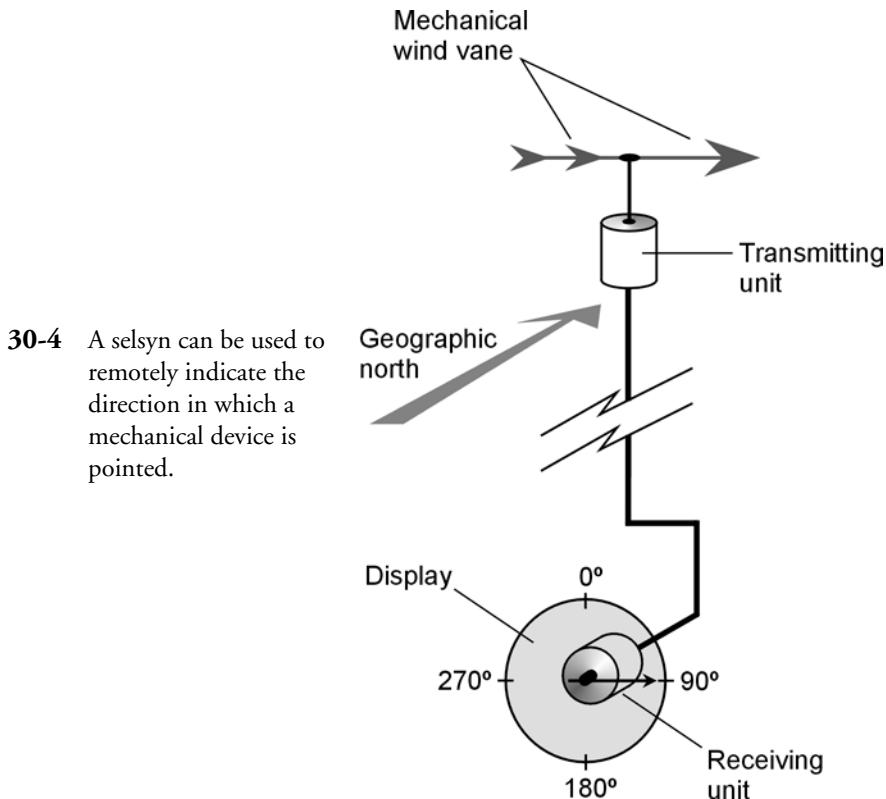 Mechanical
wind vane
Transmitting
unit
Geographic
north
30-4 A selsyn can be used to
remotely indicate the
direction in which a
mechanical device is
pointed.
Display
0º
270º
90º
180º
Receiving
unit